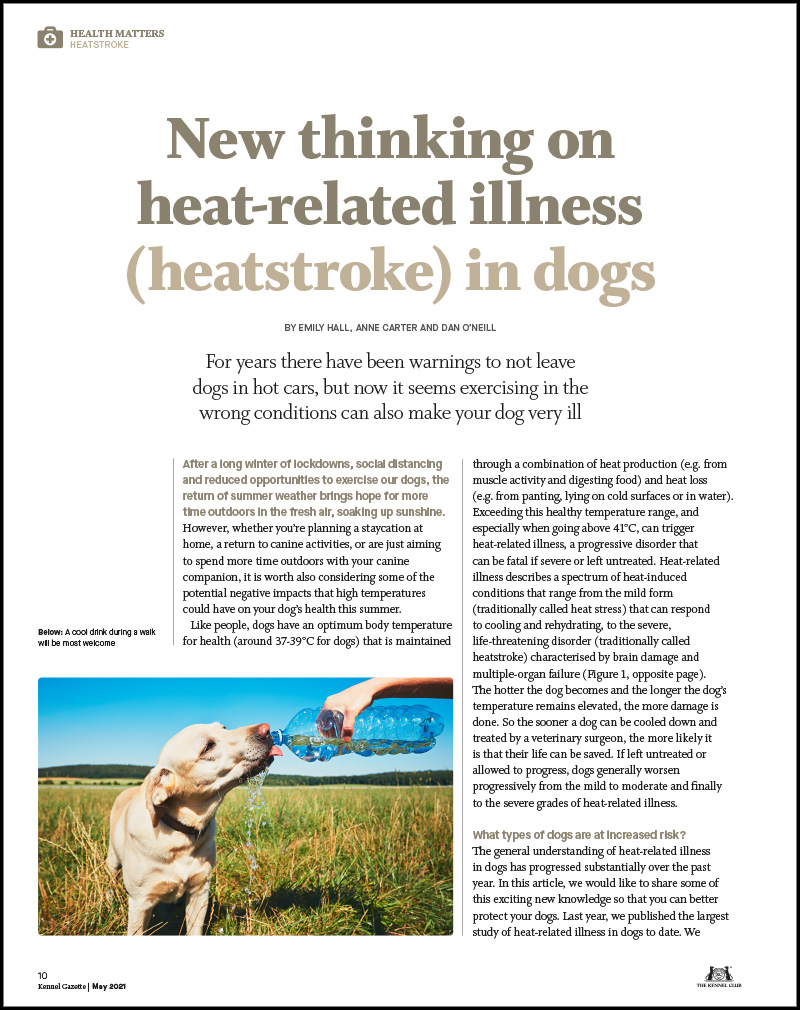 HEALTH MATTERS
HEATSTROKE
New thinking on
heat-related illness
(heatstroke) in dogs
BY EMILY HALL, ANNE CARTER AND DAN O'NEILL
For years there have been warnings to not leave
dogs in hot cars, but now it seems exercising in the
wrong conditions can also make your dog very ill
After a long winter of lockdowns, social distancing
and reduced opportunities to exercise our dogs, the
return of summer weather brings hope for more
time outdoors in the fresh air, soaking up sunshine.
However, whether you're planning a staycation at
home, a return to canine activities, or are just aiming
to spend more time outdoors with your canine
companion, it is worth also considering some of the
potential negative impacts that high temperatures
could have on your dog's health this summer.
Like people, dogs have an optimum body temperature
for health (around 37-39°C for dogs) that is maintained
Below: A cool drink during a walk
will be most welcome
through a combination of heat production (e.g. from
muscle activity and digesting food) and heat loss
(e.g. from panting, lying on cold surfaces or in water).
Exceeding this healthy temperature range, and
especially when going above 41°C, can trigger
heat-related illness, a progressive disorder that
can be fatal if severe or left untreated. Heat-related
illness describes a spectrum of heat-induced
conditions that range from the mild form
(traditionally called heat stress) that can respond
to cooling and rehydrating, to the severe,
life-threatening disorder (traditionally called
heatstroke) characterised by brain damage and
multiple-organ failure (Figure 1, opposite page).
The hotter the dog becomes and the longer the dog's
temperature remains elevated, the more damage is
done. So the sooner a dog can be cooled down and
treated by a veterinary surgeon, the more likely it
is that their life can be saved. If left untreated or
allowed to progress, dogs generally worsen
progressively from the mild to moderate and finally
to the severe grades of heat-related illness.
What types of dogs are at increased risk?
The general understanding of heat-related illness
in dogs has progressed substantially over the past
year. In this article, we would like to share some of
this exciting new knowledge so that you can better
protect your dogs. Last year, we published the largest
study of heat-related illness in dogs to date. We
10
Kennel Gazette | May 2021
THE KENNEL CLUB